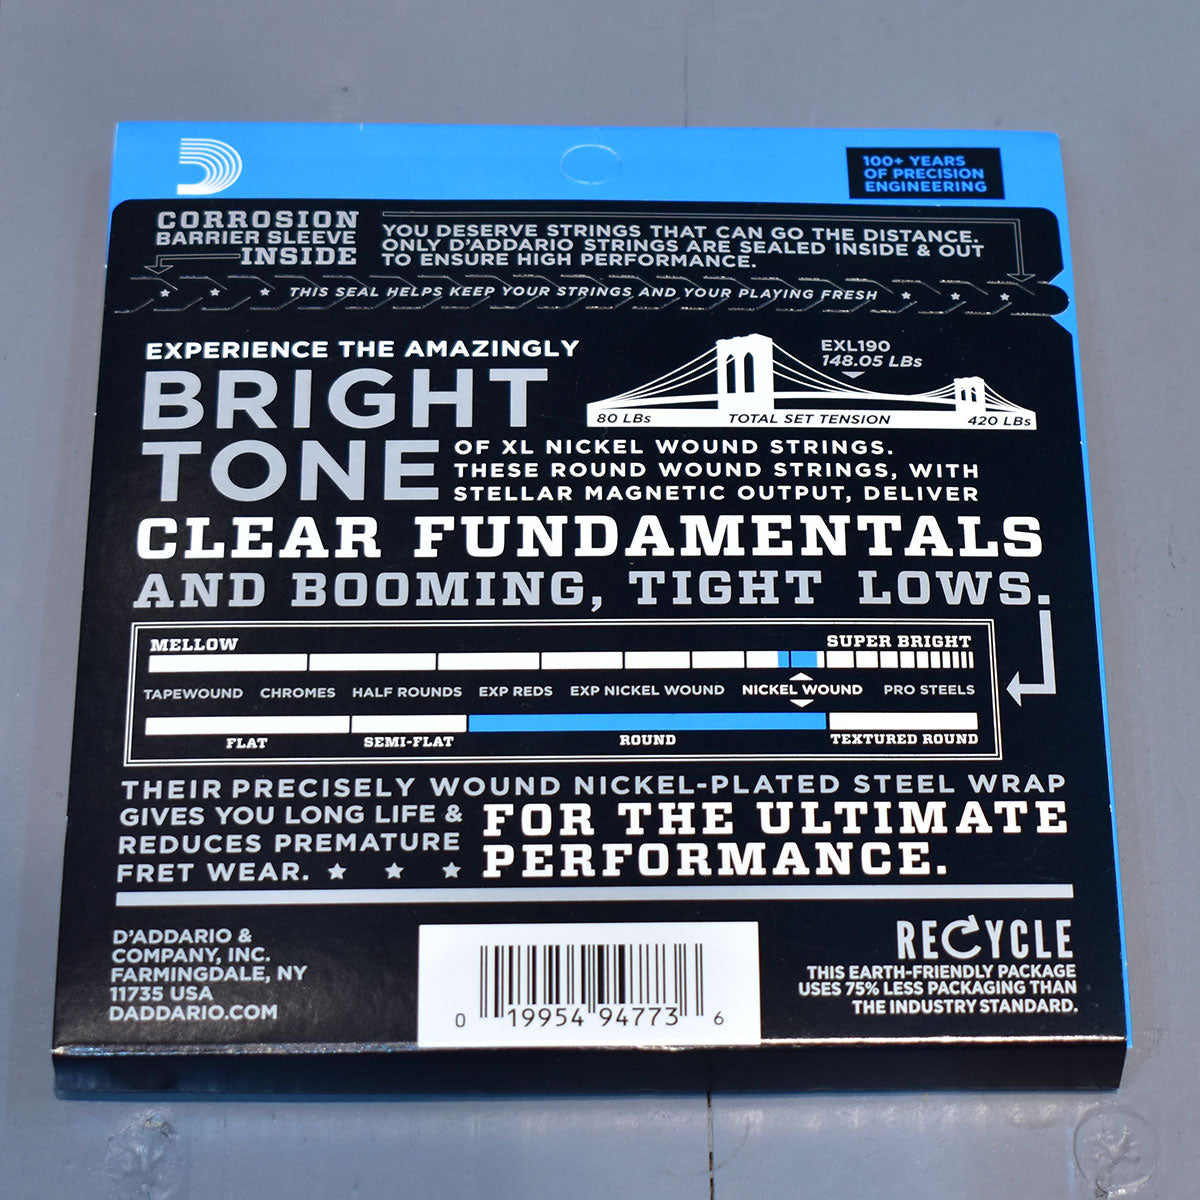 100+ YEARS
OF PRECISION
ENGINEERING
CORROSION
BARRIER SLEEVE
INSIDE
YOU DESERVE STRINGS THAT CAN GO THE DISTANCE.
ONLY D'ADDARIO STRINGS ARE SEALED INSIDE & OUT
TO ENSURE HIGH PERFORMANCE.
THIS SEAL HELPS KEEP YOUR STRINGS AND YOUR PLAYING FRESH
EXPERIENCE THE AMAZINGLY
BRIGHT
TONE
EXL190
148.05 LBs
80 LBs TOTAL SET TENSION 420 LBs
OF XL NICKEL WOUND STRINGS.
THESE ROUND WOUND STRINGS, WITH
STELLAR MAGNETIC OUTPUT, DELIVER
CLEAR FUNDAMENTALS
AND BOOMING, TIGHT LOWS.
MELLOW SUPER BRIGHT
TAPEWOUND CHROMES HALF ROUNDS EXP REDS EXP NICKEL WOUND NICKEL WOUND PRO STEELS
FLAT SEMI-FLAT ROUND TEXTURED ROUND
THEIR PRECISELY WOUND NICKEL-PLATED STEEL WRAP
GIVES YOU LONG LIFE &
REDUCES PREMATURE
FRET WEAR.
FOR THE ULTIMATE
PERFORMANCE.
D'ADDARIO &
COMPANY, INC.
FARMINGDALE, NY
11735 USA
DADDARIO.COM
0 19954 94773 6
RECYCLE
THIS EARTH-FRIENDLY PACKAGE
USES 75% LESS PACKAGING THAN
THE INDUSTRY STANDARD.